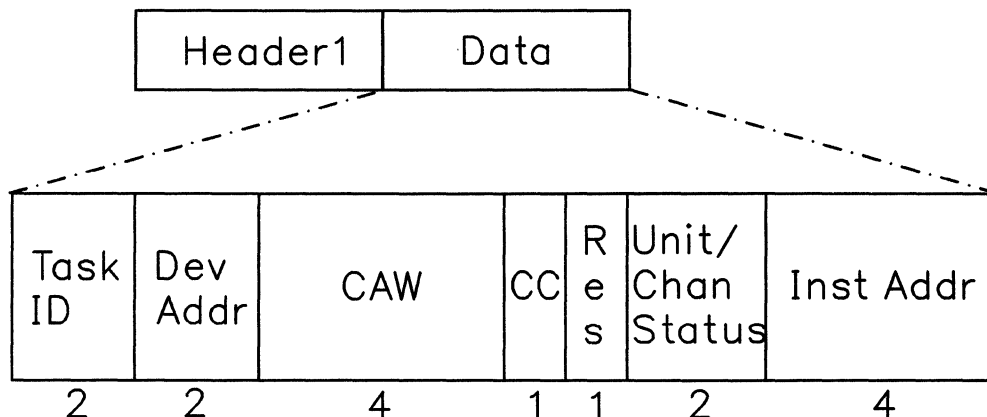 Header1 Data
Task ID
Dev Addr
CAW
CC
Res
Unit/
Chan
Status
Inst Addr
2 2 4 1 1 2 4